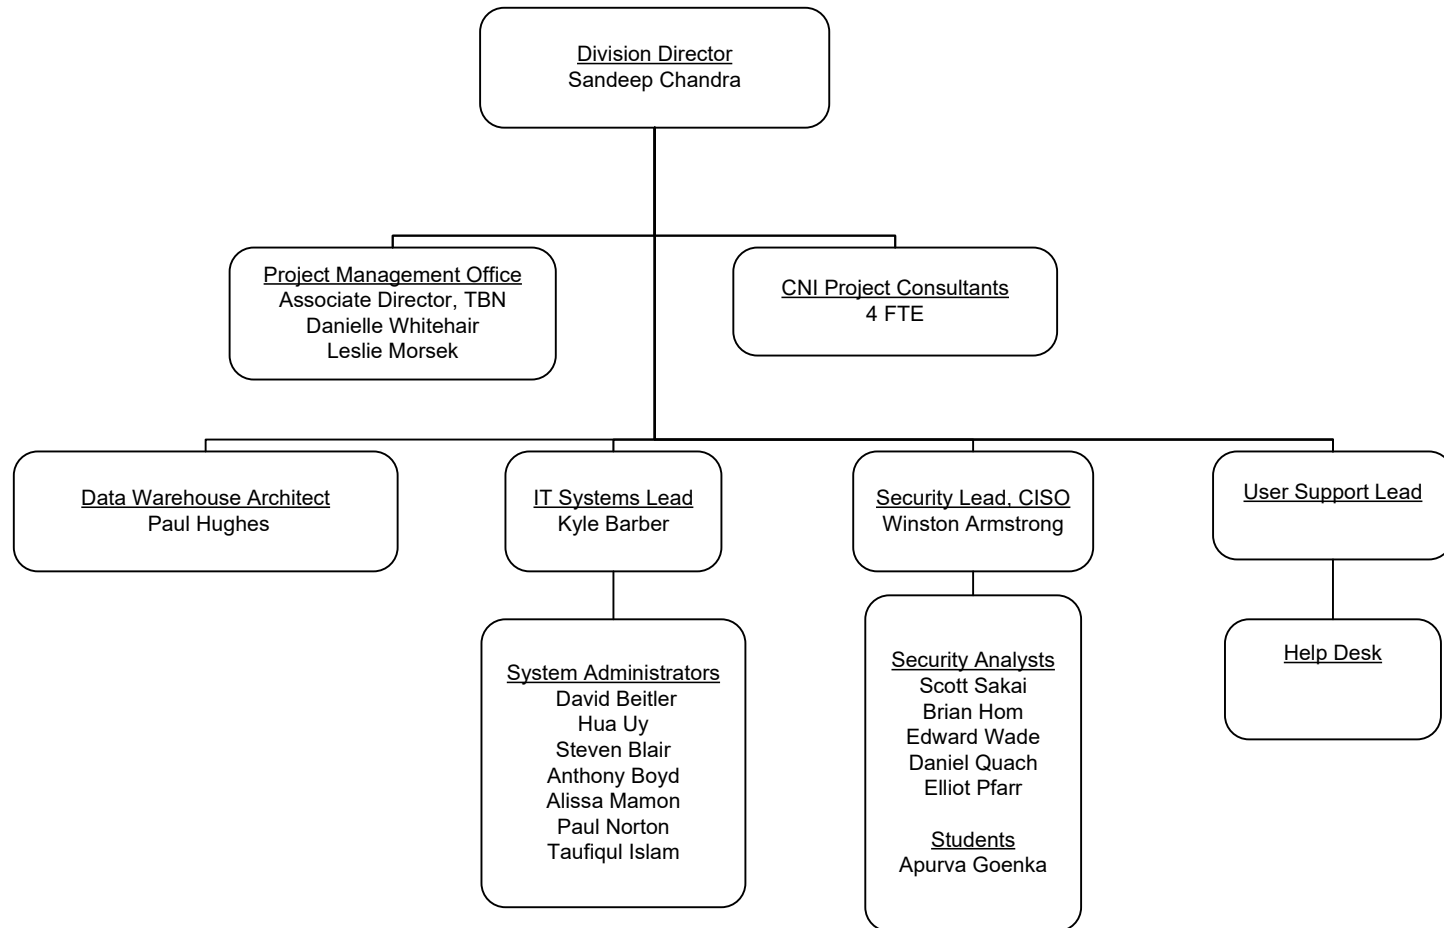 Division Director
Sandeep Chandra
Project Management Office
Associate Director, TBN
Danielle Whitehair
Leslie Morsek
CNI Project Consultants
4 FTE
Data Warehouse Architect
Paul Hughes
IT Systems Lead
Kyle Barber
Security Lead, CISO
Winston Armstrong
User Support Lead
System Administrators
David Beitler
Hua Uy
Steven Blair
Anthony Boyd
Alissa Mamon
Paul Norton
Taufiqul Islam
Security Analysts
Scott Sakai
Brian Hom
Edward Wade
Daniel Quach
Elliot Pfarr
Students
Apurva Goenka
Help Desk